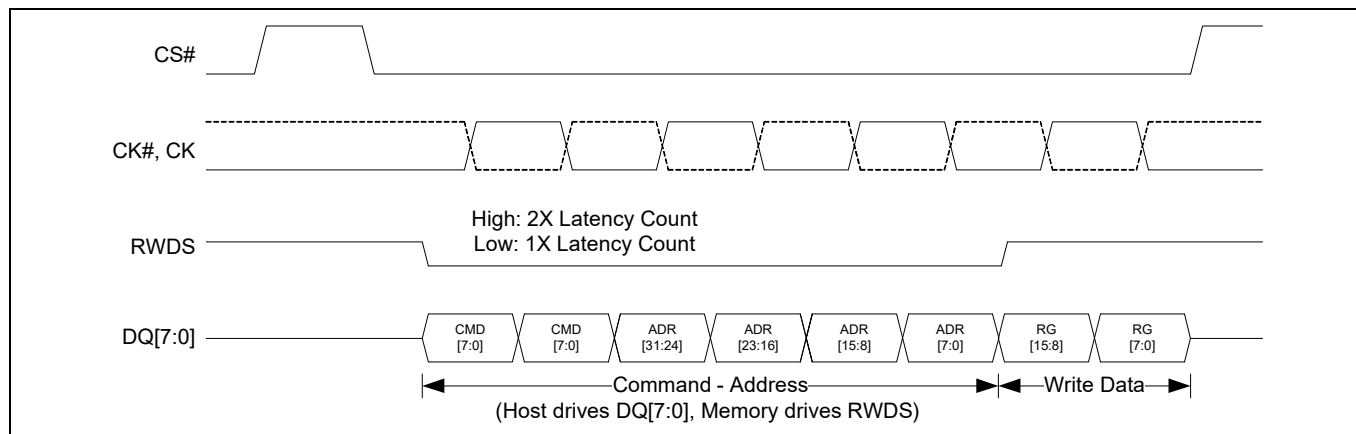 CS#
CK#, CK
High: 2X Latency Count
Low: 1X Latency Count
RWDS
DQ[7:0]
CMD [7:0]
CMD [7:0]
ADR [31:24]
ADR [23:16]
ADR [15:8]
ADR [7:0]
RG [15:8]
RG [7:0]
Command - Address
Write Data
(Host drives DQ[7:0], Memory drives RWDS)